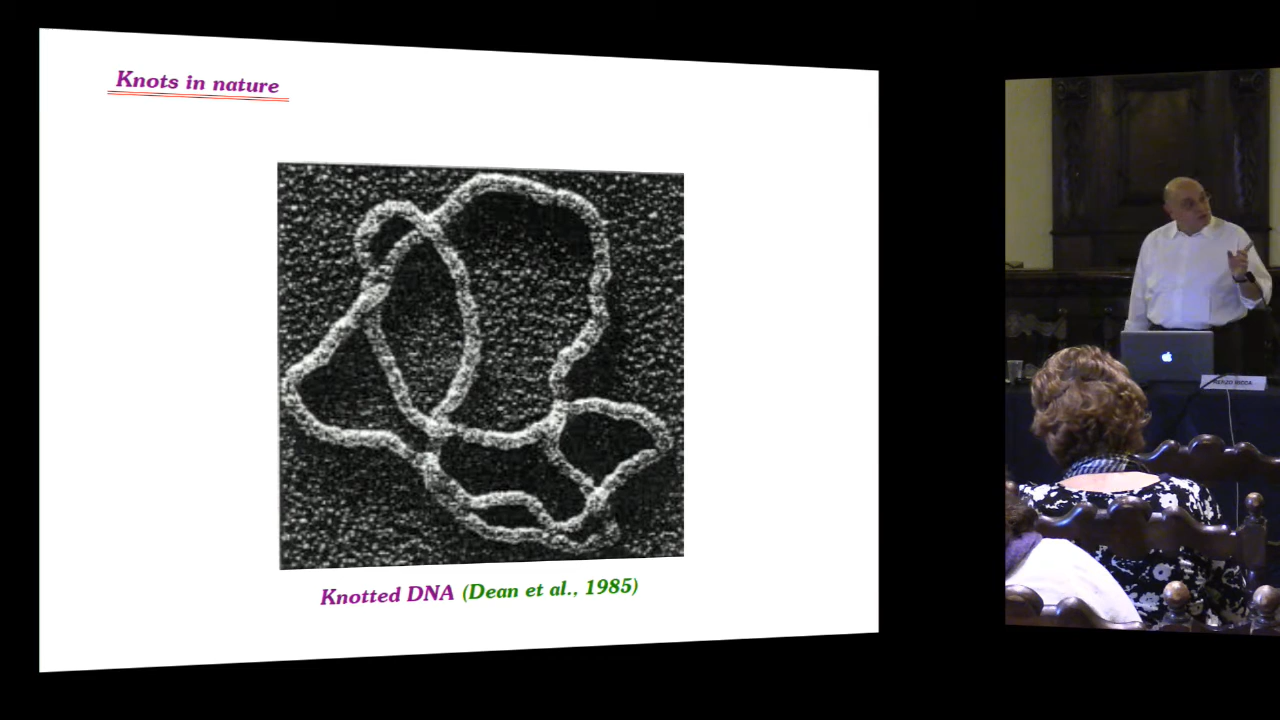 Knots in nature
Knotted DNA (Dean et al., 1985)